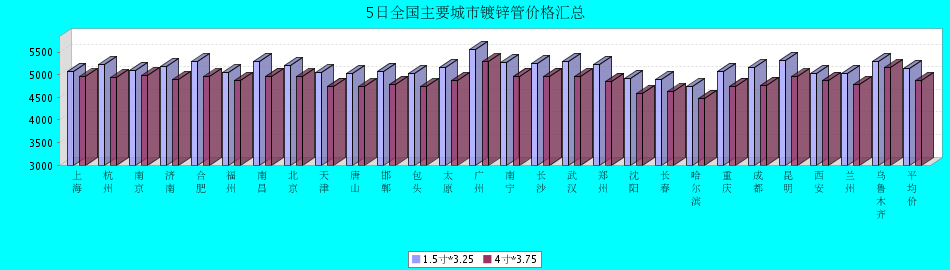 5日全国主要城市镀锌管价格汇总
5500
5000
4500
4000
3500
3000
上海
杭州
南京
济南
合肥
福州
南昌
北京
天津
唐山
邯郸
包头
太原
广州
南宁
长沙
武汉
郑州
沈阳
长春
哈尔滨
重庆
成都
昆明
西安
兰州
乌鲁木齐
平均价
1.5寸*3.25
4寸*3.75